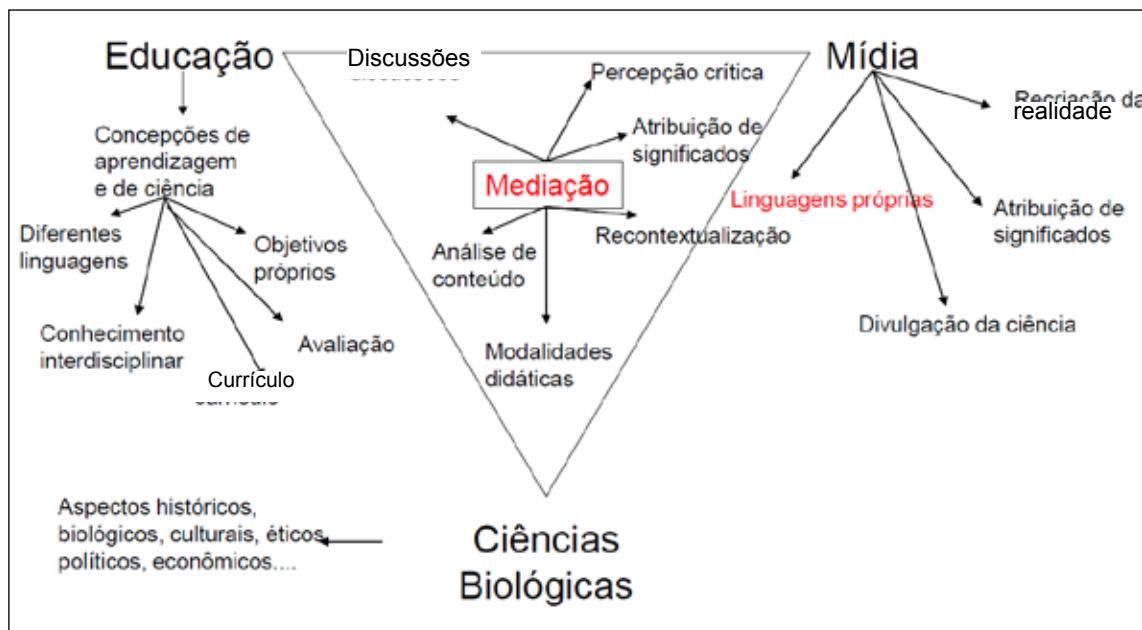 Educação
Discussões
Mídia
Percepção crítica
Recriação da
realidade
Concepções de
aprendizagem
e de ciência
Atribuição de
significados
Mediação
Linguagens próprias
Atribuição de
significados
Diferentes
linguagens
Objetivos
próprios
Análise de
conteúdo
Recontextualização
Conhecimento
interdisciplinar
Avaliação
Divulgação da ciência
Currículo
Modalidades
didáticas
Aspectos históricos,
biológicos, culturais, éticos
políticos, econômicos....
Ciências
Biológicas